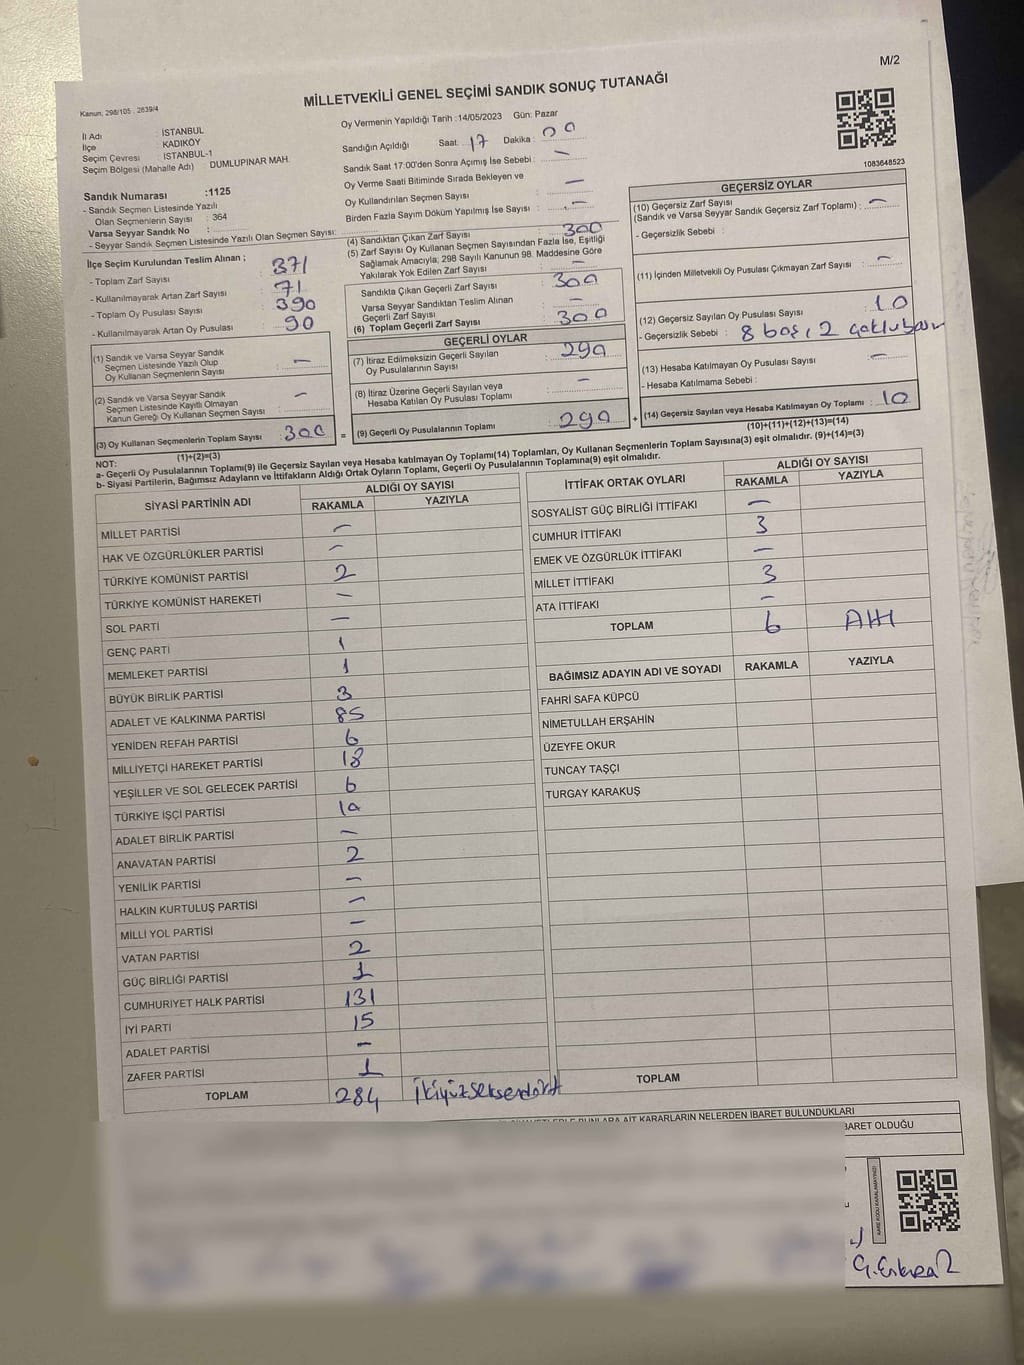 M/2
Kanun: 298/105 , 2839/4
MİLLETVEKİLİ GENEL SEÇİMİ SANDIK SONUÇ TUTANAĞI
İl Adı : İSTANBUL
İlçe : KADIKÖY
Seçim Çevresi : İSTANBUL-1
Seçim Bölgesi (Mahalle Adı) : DUMLUPINAR MAH.
Sandık Numarası :1125
- Sandık Seçmen Listesinde Yazılı
Olan Seçmenlerin Sayısı : 364
Varsa Seyyar Sandık No :
- Seyyar Sandık Seçmen Listesinde Yazılı Olan Seçmen Sayısı:
Oy Vermenin Yapıldığı Tarih :14/05/2023 Gün: Pazar
Sandığın Açıldığı Saat: 17 Dakika : 00
Sandık Saat 17:00'den Sonra Açımış İse Sebebi : —
Oy Verme Saati Bitiminde Sırada Bekleyen ve
Oy Kullandırılan Seçmen Sayısı : —
Birden Fazla Sayım Döküm Yapılmış İse Sayısı : —
1083648523
İlçe Seçim Kurulundan Teslim Alınan ;
- Toplam Zarf Sayısı : 371
- Kullanılmayarak Artan Zarf Sayısı : 71
- Toplam Oy Pusulası Sayısı : 390
- Kullanılmayarak Artan Oy Pusulası : 90
(1) Sandık ve Varsa Seyyar Sandık
Seçmen Listesinde Yazılı Olup
Oy Kullanan Seçmenlerin Sayısı : —
(2) Sandık ve Varsa Seyyar Sandık
Seçmen Listesinde Kayıtlı Olmayan
Kanun Gereği Oy Kullanan Seçmen Sayısı : —
(3) Oy Kullanan Seçmenlerin Toplam Sayısı : 300
(1)+(2)=(3)
(4) Sandıktan Çıkan Zarf Sayısı : 300
(5) Zarf Sayısı Oy Kullanan Seçmen Sayısından Fazla İse, Eşitliği
Sağlamak Amacıyla; 298 Sayılı Kanunun 98. Maddesine Göre
Yakılarak Yok Edilen Zarf Sayısı : —
Sandıkta Çıkan Geçerli Zarf Sayısı : 300
Varsa Seyyar Sandıktan Teslim Alınan
Geçerli Zarf Sayısı : —
(6) Toplam Geçerli Zarf Sayısı : 300
GEÇERLİ OYLAR
(7) İtiraz Edilmeksizin Geçerli Sayılan
Oy Pusulalarının Sayısı : 290
(8) İtiraz Üzerine Geçerli Sayılan veya
Hesaba Katılan Oy Pusulası Toplamı : —
= (9) Geçerli Oy Pusulalarının Toplamı : 290
GEÇERSİZ OYLAR
(10) Geçersiz Zarf Sayısı
(Sandık ve Varsa Seyyar Sandık Geçersiz Zarf Toplamı) : —
- Geçersizlik Sebebi :
(11) İçinden Milletvekili Oy Pusulası Çıkmayan Zarf Sayısı : —
(12) Geçersiz Sayılan Oy Pusulası Sayısı : 10
- Geçersizlik Sebebi : 8 boş, 2
(13) Hesaba Katılmayan Oy Pusulası Sayısı : —
- Hesaba Katılmama Sebebi :
+ (14) Geçersiz Sayılan veya Hesaba Katılmayan Oy Toplamı : 10
(10)+(11)+(12)+(13)=(14)
NOT:
a- Geçerli Oy Pusulalarının Toplamı(9) ile Geçersiz Sayılan veya Hesaba katılmayan Oy Toplamı(14) Toplamları, Oy Kullanan Seçmenlerin Toplam Sayısına(3) eşit olmalıdır. (9)+(14)=(3)
b- Siyasi Partilerin, Bağımsız Adayların ve İttifakların Aldığı Ortak Oyların Toplamı, Geçerli Oy Pusulalarının Toplamına(9) eşit olmalıdır.
SİYASİ PARTİNİN ADI ALDIĞI OY SAYISI
RAKAMLA YAZIYLA
MİLLET PARTİSİ —
HAK VE ÖZGÜRLÜKLER PARTİSİ —
TÜRKİYE KOMÜNİST PARTİSİ 2
TÜRKİYE KOMÜNİST HAREKETİ —
SOL PARTİ —
GENÇ PARTİ 1
MEMLEKET PARTİSİ 1
BÜYÜK BİRLİK PARTİSİ 3
ADALET VE KALKINMA PARTİSİ 85
YENİDEN REFAH PARTİSİ 6
MİLLİYETÇİ HAREKET PARTİSİ 18
YEŞİLLER VE SOL GELECEK PARTİSİ 6
TÜRKİYE İŞÇİ PARTİSİ 10
ADALET BİRLİK PARTİSİ —
ANAVATAN PARTİSİ 2
YENİLİK PARTİSİ —
HALKIN KURTULUŞ PARTİSİ —
MİLLİ YOL PARTİSİ —
VATAN PARTİSİ 2
GÜÇ BİRLİĞİ PARTİSİ 1
CUMHURİYET HALK PARTİSİ 131
İYİ PARTİ 15
ADALET PARTİSİ —
ZAFER PARTİSİ 1
TOPLAM 284 İkiyüzseksendört
İTTİFAK ORTAK OYLARI ALDIĞI OY SAYISI
RAKAMLA YAZIYLA
SOSYALİST GÜÇ BİRLİĞİ İTTİFAKI —
CUMHUR İTTİFAKI 3
EMEK VE ÖZGÜRLÜK İTTİFAKI —
MİLLET İTTİFAKI 3
ATA İTTİFAKI —
TOPLAM 6 Altı
BAĞIMSIZ ADAYIN ADI VE SOYADI RAKAMLA YAZIYLA
FAHRİ SAFA KÜPCÜ
NİMETULLAH ERŞAHİN
ÜZEYFE OKUR
TUNCAY TAŞÇI
TURGAY KARAKUŞ
TOPLAM
BUNLARA AİT KARARLARIN NELERDEN İBARET BULUNDUKLARI
İBARET OLDUĞU
KARE KODU KARALAMAYINIZ!